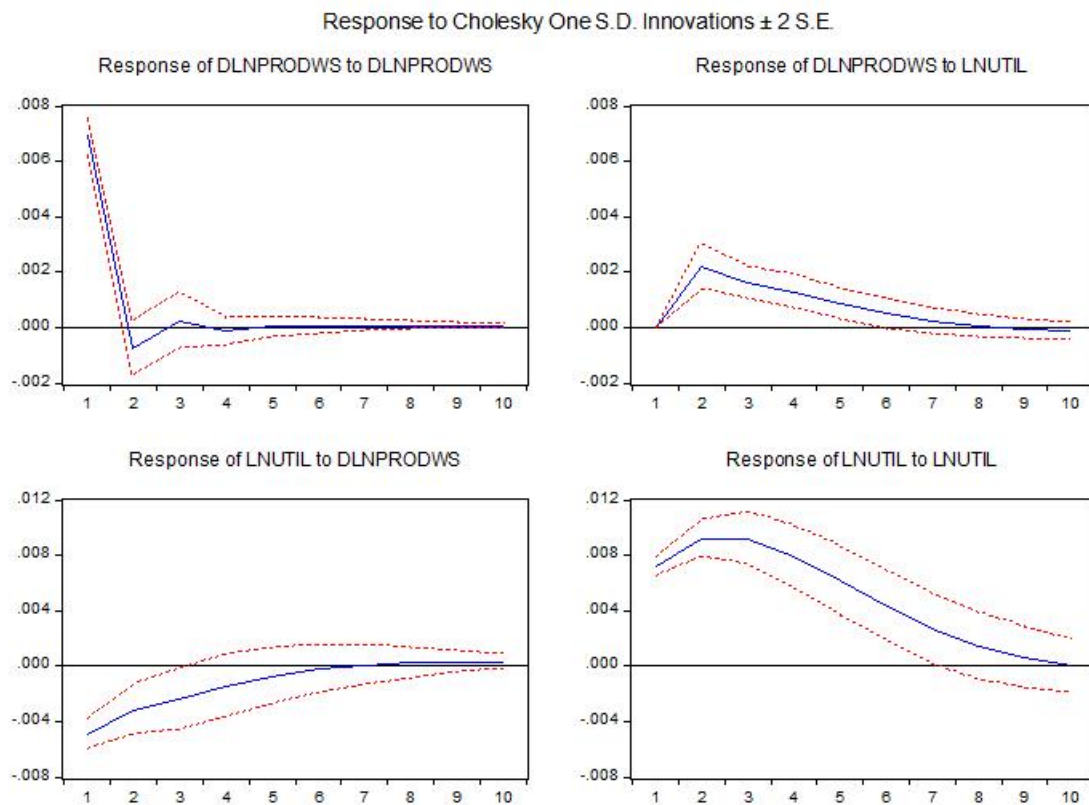 Response to Cholesky One S.D. Innovations ± 2 S.E.
Response of DLNPRODWS to DLNPRODWS
.008
.006
.004
.002
.000
-.002
1 2 3 4 5 6 7 8 9 10
Response of DLNPRODWS to LNUTIL
.008
.006
.004
.002
.000
-.002
1 2 3 4 5 6 7 8 9 10
Response of LNUTIL to DLNPRODWS
.012
.008
.004
.000
-.004
-.008
1 2 3 4 5 6 7 8 9 10
Response of LNUTIL to LNUTIL
.012
.008
.004
.000
-.004
-.008
1 2 3 4 5 6 7 8 9 10